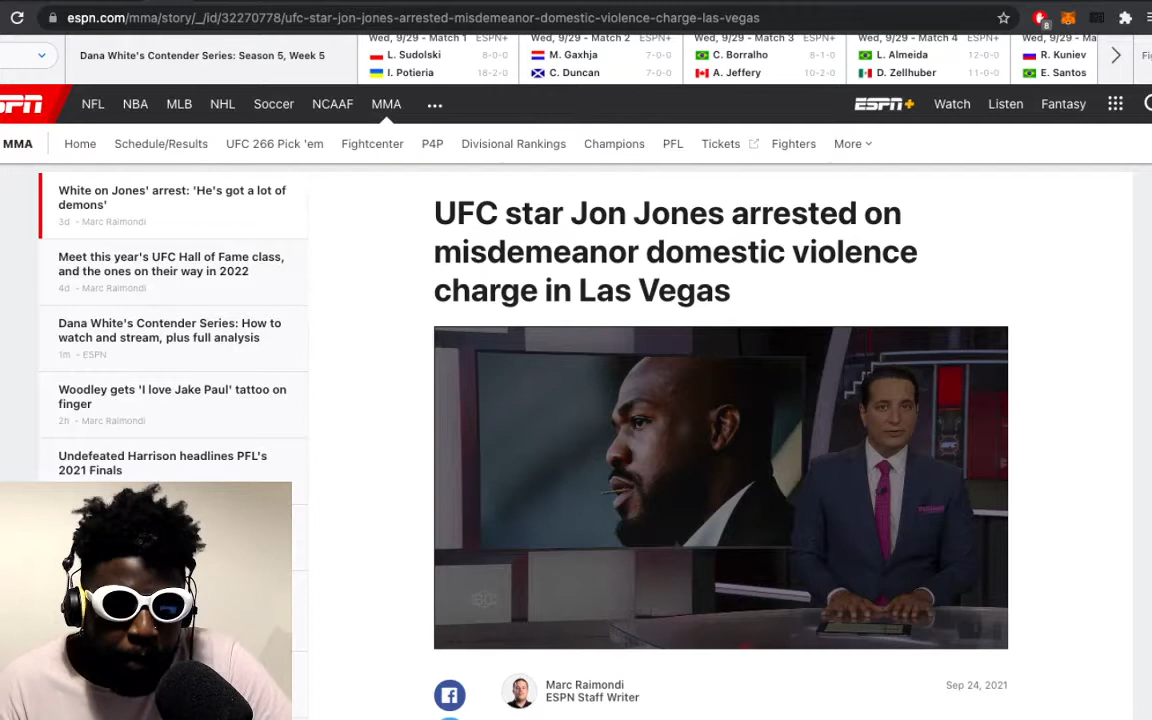 espn.com/mma/story/_/id/32270778/ufc-star-jon-jones-arrested-misdemeanor-domestic-violence-charge-las-vegas
8
Dana White's Contender Series: Season 5, Week 5
Wed, 9/29 - Match 1 ESPN+
L. Sudolski 8-0-0
I. Potieria 18-2-0
Wed, 9/29 - Match 2 ESPN+
M. Gaxhja 7-0-0
C. Duncan 7-0-0
Wed, 9/29 - Match 3 ESPN+
C. Borralho 8-1-0
A. Jeffery 10-2-0
Wed, 9/29 - Match 4 ESPN+
L. Almeida 12-0-0
D. Zellhuber 11-0-0
Wed, 9/29 - Ma
R. Kuniev
E. Santos
Fig
SPN
NFL NBA MLB NHL Soccer NCAAF MMA ... ESPN+ Watch Listen Fantasy
MMA Home Schedule/Results UFC 266 Pick 'em Fightcenter P4P Divisional Rankings Champions PFL Tickets Fighters More
White on Jones' arrest: 'He's got a lot of
demons'
3d - Marc Raimondi
Meet this year's UFC Hall of Fame class,
and the ones on their way in 2022
4d - Marc Raimondi
Dana White's Contender Series: How to
watch and stream, plus full analysis
1m - ESPN
Woodley gets 'I love Jake Paul' tattoo on
finger
2h - Marc Raimondi
Undefeated Harrison headlines PFL's
2021 Finals
UFC star Jon Jones arrested on
misdemeanor domestic violence
charge in Las Vegas
Marc Raimondi
ESPN Staff Writer
Sep 24, 2021